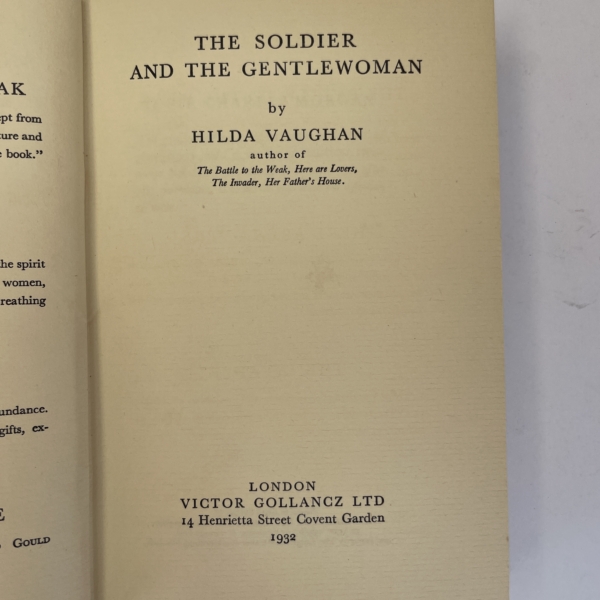 AK
ept from
ture and
book."
he spirit
women,
reathing
undance.
gifts, ex-
E
GOULD
THE SOLDIER
AND THE GENTLEWOMAN
by
HILDA VAUGHAN
author of
The Battle to the Weak, Here are Lovers,
The Invader, Her Father's House.
LONDON
VICTOR GOLLANCZ LTD
14 Henrietta Street Covent Garden
1932